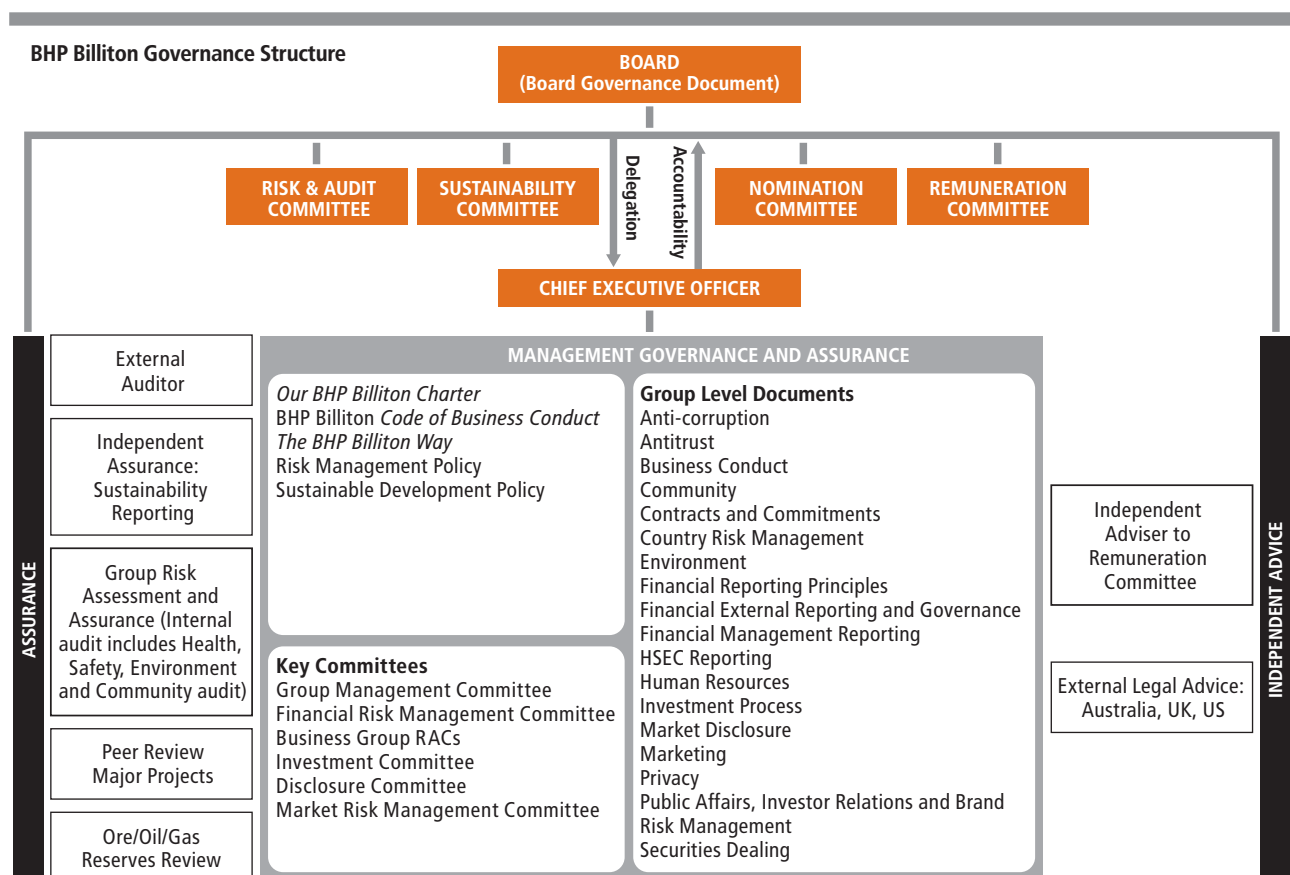 BHP Billiton Governance Structure
BOARD
(Board Governance Document)
RISK & AUDIT
COMMITTEE
SUSTAINABILITY
COMMITTEE
Delegation
Accountability
NOMINATION
COMMITTEE
REMUNERATION
COMMITTEE
CHIEF EXECUTIVE OFFICER
ASSURANCE
External
Auditor
Independent
Assurance:
Sustainability
Reporting
Group Risk
Assessment and
Assurance (Internal
audit includes Health,
Safety, Environment
and Community audit)
Peer Review
Major Projects
Ore/Oil/Gas
Reserves Review
MANAGEMENT GOVERNANCE AND ASSURANCE
Our BHP Billiton Charter
BHP Billiton Code of Business Conduct
The BHP Billiton Way
Risk Management Policy
Sustainable Development Policy
Key Committees
Group Management Committee
Financial Risk Management Committee
Business Group RACs
Investment Committee
Disclosure Committee
Market Risk Management Committee
Group Level Documents
Anti-corruption
Antitrust
Business Conduct
Community
Contracts and Commitments
Country Risk Management
Environment
Financial Reporting Principles
Financial External Reporting and Governance
Financial Management Reporting
HSEC Reporting
Human Resources
Investment Process
Market Disclosure
Marketing
Privacy
Public Affairs, Investor Relations and Brand
Risk Management
Securities Dealing
Independent
Adviser to
Remuneration
Committee
External Legal Advice:
Australia, UK, US
INDEPENDENT ADVICE